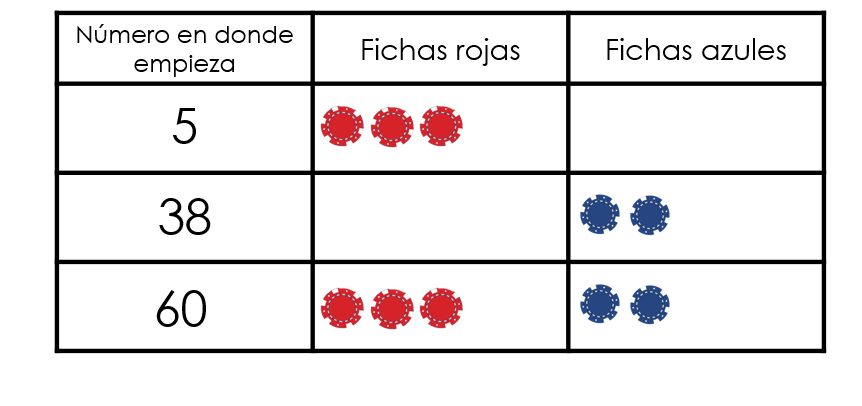 Número en donde
empieza
Fichas rojas
Fichas azules
5
38
60